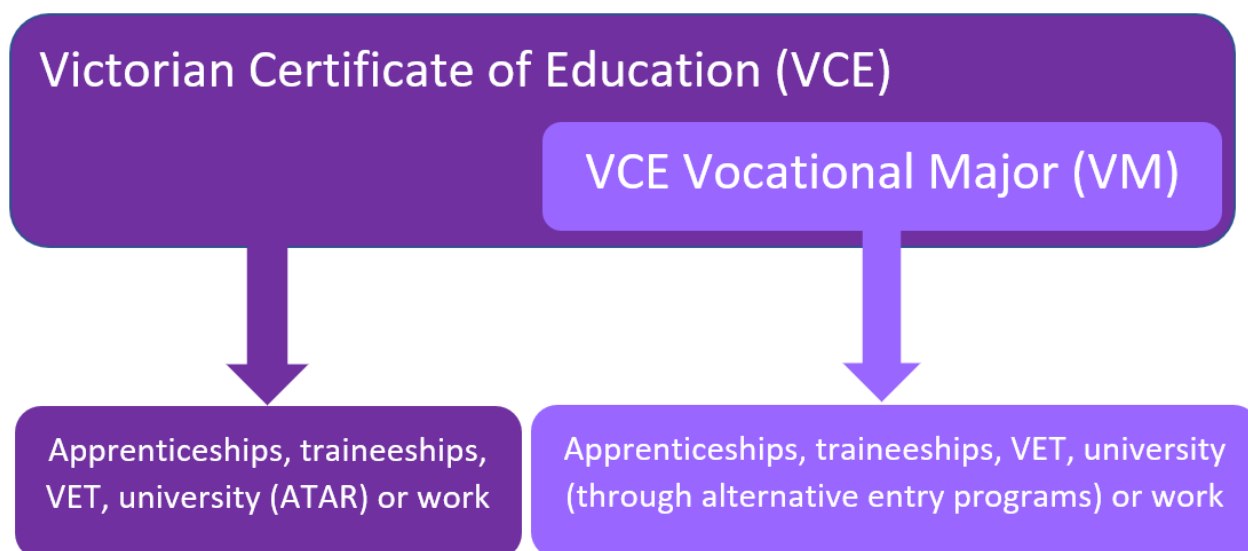 Victorian Certificate of Education (VCE)
VCE Vocational Major (VM)
Apprenticeships, traineeships,
VET, university (ATAR) or work
Apprenticeships, traineeships, VET, university
(through alternative entry programs) or work